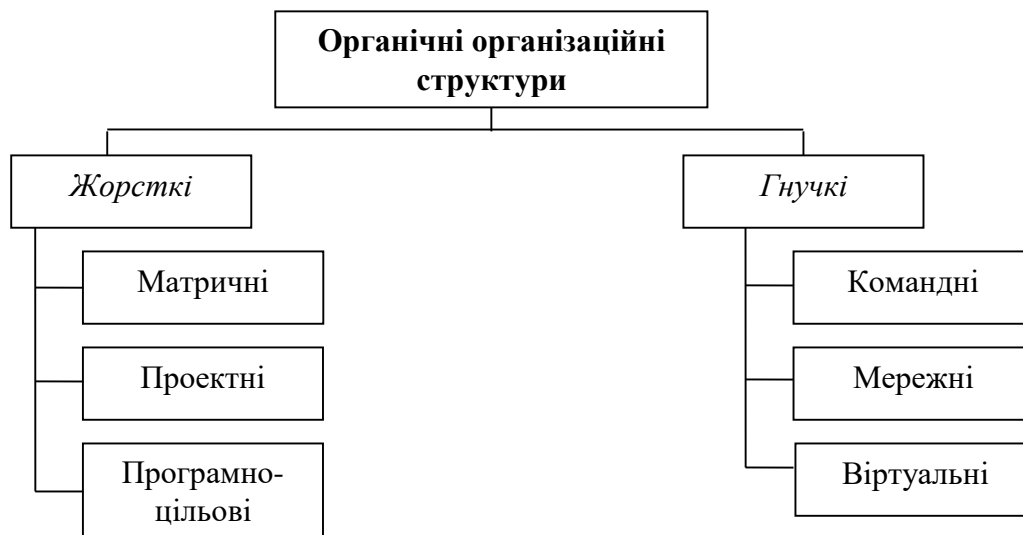 Органічні організаційні
структури
Жорсткі
Гнучкі
Матричні
Командні
Проектні
Мережні
Програмно-
цільові
Віртуальні